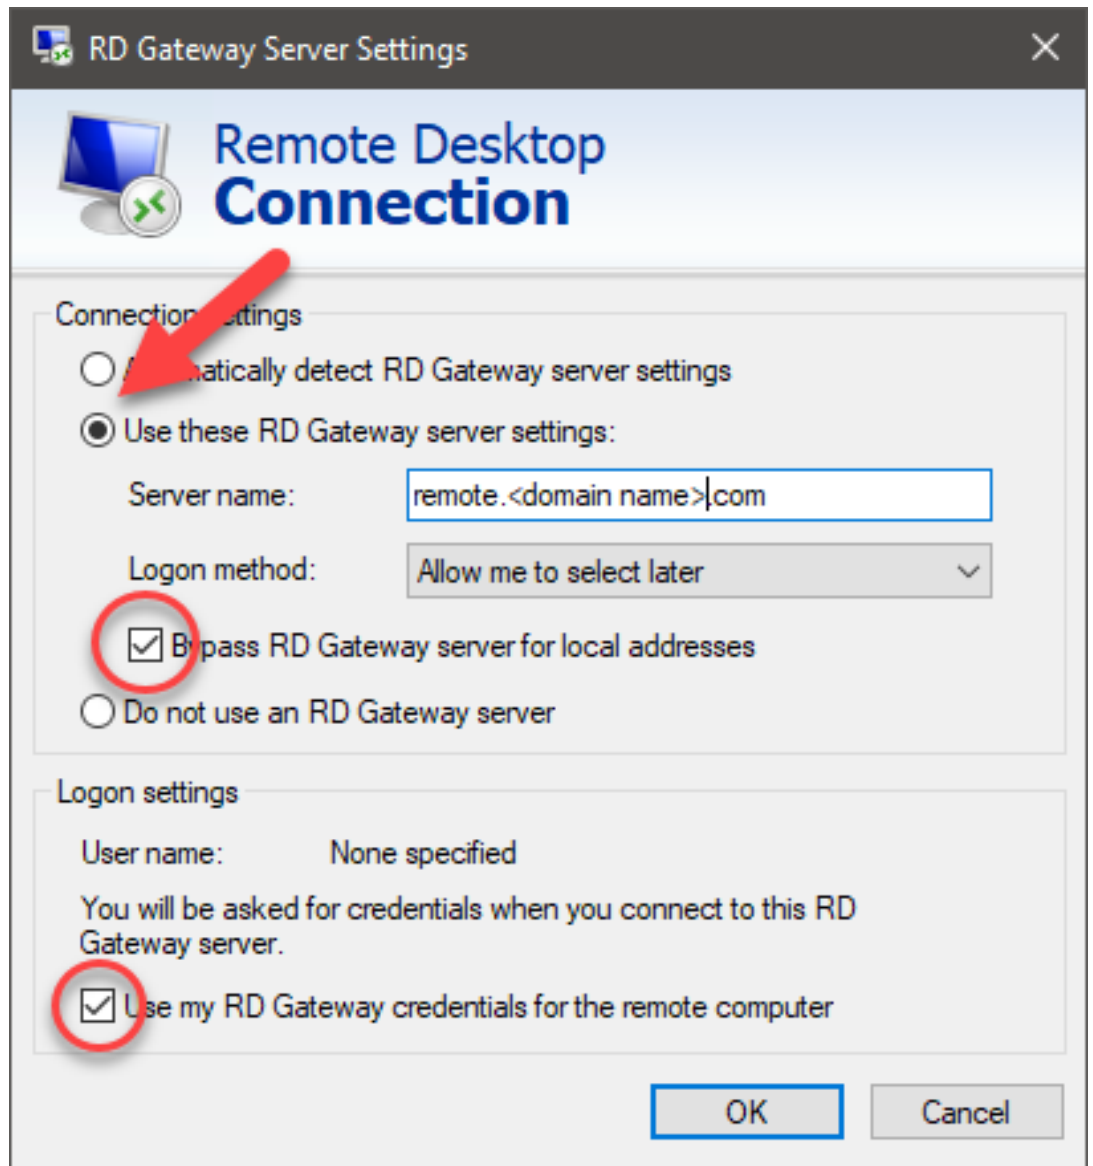 RD Gateway Server Settings
Remote Desktop
Connection
Connection settings
Automatically detect RD Gateway server settings
Use these RD Gateway server settings:
Server name: remote.<domain name>.com
Logon method: Allow me to select later
Bypass RD Gateway server for local addresses
Do not use an RD Gateway server
Logon settings
User name: None specified
You will be asked for credentials when you connect to this RD
Gateway server.
Use my RD Gateway credentials for the remote computer
OK Cancel